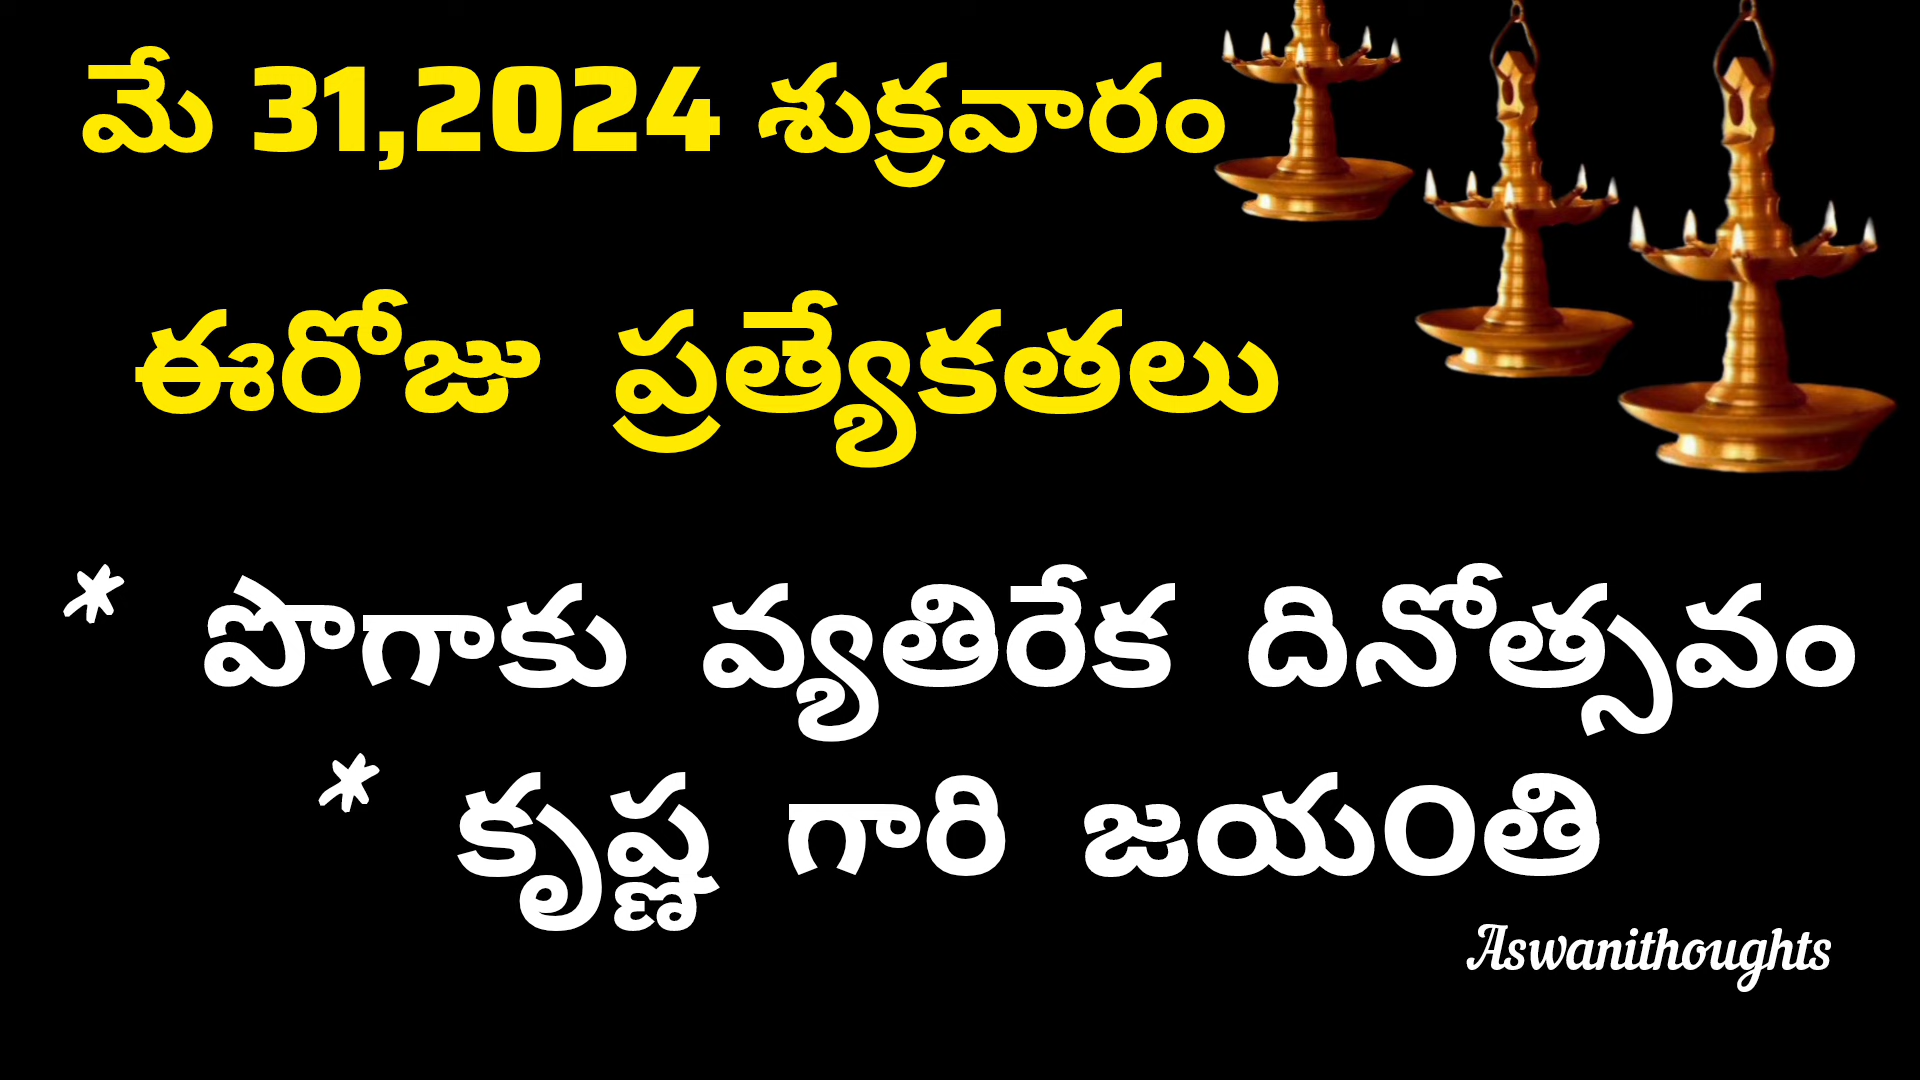 మే 31,2024 శుక్రవారం
ఈరోజు ప్రత్యేకతలు
* పొగాకు వ్యతిరేక దినోత్సవం
* కృష్ణ గారి జయంతి
Aswanithoughts